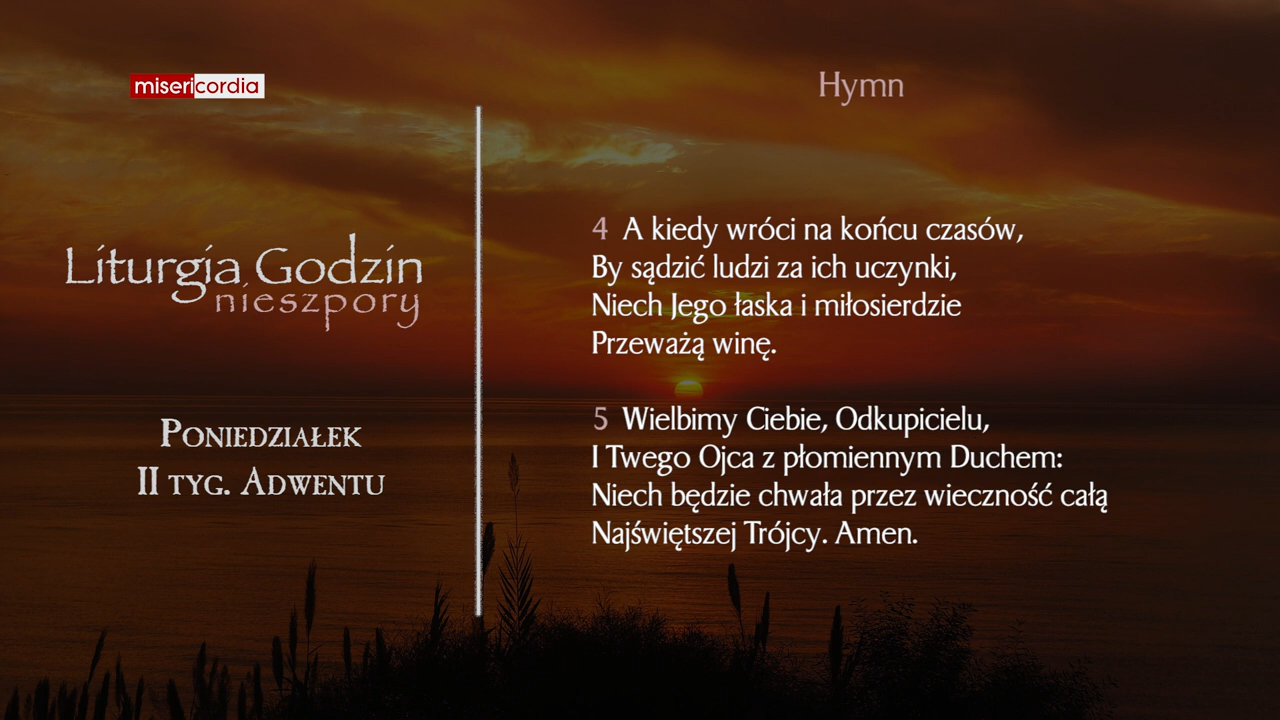 misericordia
Liturgia Godzin
nieszpory
Poniedziałek
II tyg. Adwentu
Hymn
4 A kiedy wróci na końcu czasów,
By sądzić ludzi za ich uczynki,
Niech Jego łaska i miłosierdzie
Przeważą winę.
5 Wielbimy Ciebie, Odkupicielu,
I Twego Ojca z płomiennym Duchem:
Niech będzie chwała przez wieczność całą
Najświętszej Trójcy. Amen.